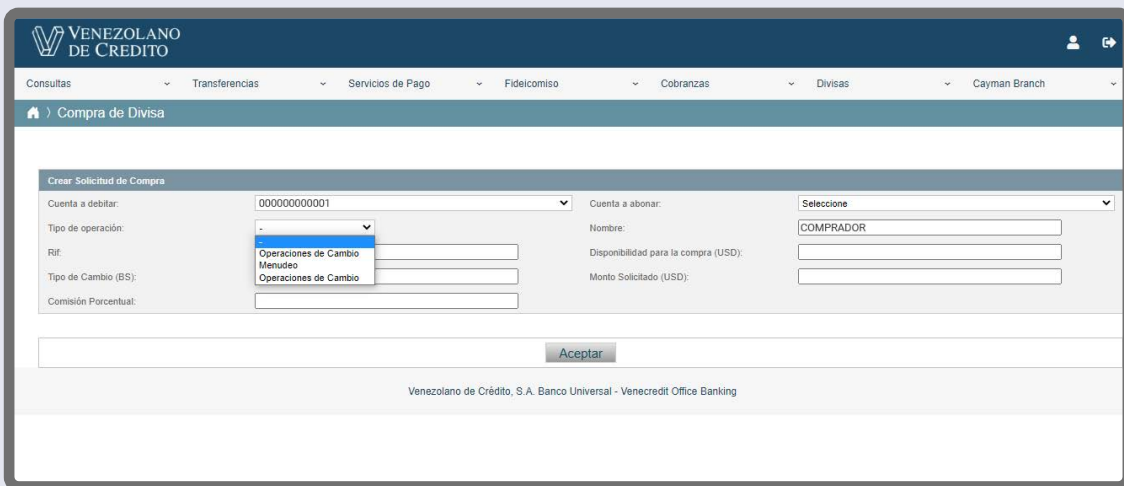 VENEZOLANO
DE CREDITO
Consultas Transferencias Servicios de Pago Fideicomiso Cobranzas Divisas Cayman Branch
Compra de Divisa
Crear Solicitud de Compra
Cuenta a debitar: 000000000001 Cuenta a abonar: Seleccione
Tipo de operación: - Nombre: COMPRADOR
-
Rif: Operaciones de Cambio Disponibilidad para la compra (USD):
Menudeo
Tipo de Cambio (BS): Operaciones de Cambio Monto Solicitado (USD):
Comisión Porcentual:
Aceptar
Venezolano de Crédito, S.A. Banco Universal - Venecredit Office Banking